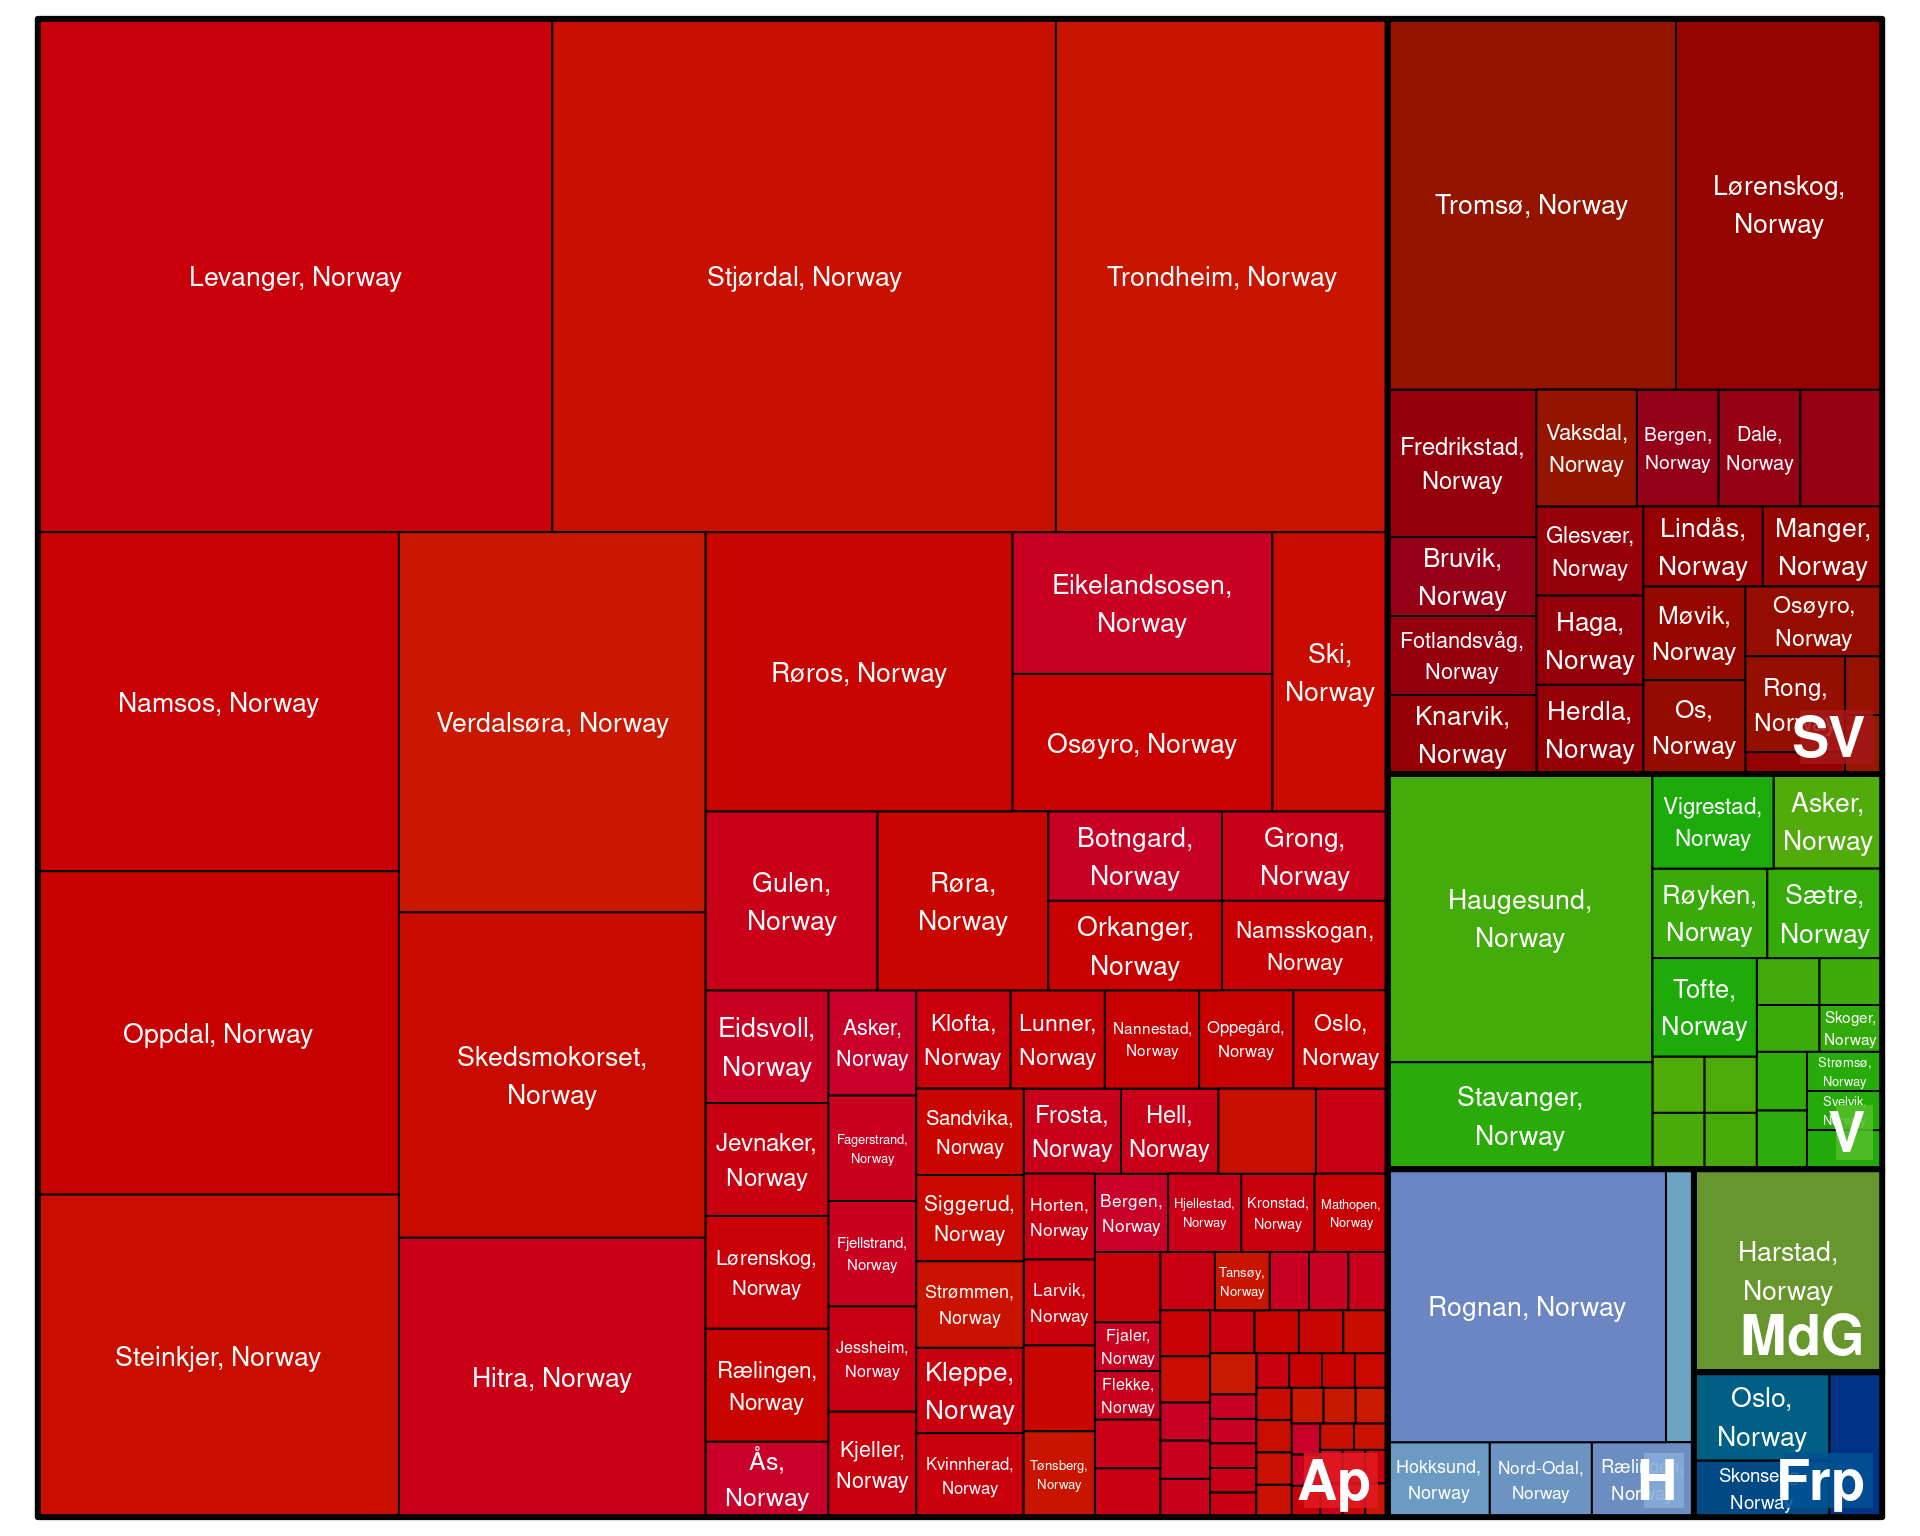 Levanger, Norway
Stjørdal, Norway
Trondheim, Norway
Namsos, Norway
Verdalsøra, Norway
Røros, Norway
Eikelandsosen,
Norway
Osøyro, Norway
Ski,
Norway
Oppdal, Norway
Skedsmokorset,
Norway
Gulen,
Norway
Røra,
Norway
Botngard,
Norway
Grong,
Norway
Orkanger,
Norway
Namsskogan,
Norway
Steinkjer, Norway
Hitra, Norway
Eidsvoll,
Norway
Jevnaker,
Norway
Lørenskog,
Norway
Rælingen,
Norway
Ås,
Norway
Asker,
Norway
Fagerstrand,
Norway
Fjellstrand,
Norway
Jessheim,
Norway
Kjeller,
Norway
Klofta,
Norway
Lunner,
Norway
Nannestad,
Norway
Oppegård,
Norway
Oslo,
Norway
Sandvika,
Norway
Siggerud,
Norway
Strømmen,
Norway
Kleppe,
Norway
Kvinnherad,
Norway
Frosta,
Norway
Hell,
Norway
Horten,
Norway
Larvik,
Norway
Tønsberg,
Norway
Bergen,
Norway
Hjellestad,
Norway
Kronstad,
Norway
Mathopen,
Norway
Tansøy,
Norway
Fjaler,
Norway
Flekke,
Norway
Ap
Tromsø, Norway
Lørenskog,
Norway
Fredrikstad,
Norway
Bruvik,
Norway
Fotlandsvåg,
Norway
Knarvik,
Norway
Vaksdal,
Norway
Bergen,
Norway
Dale,
Norway
Glesvær,
Norway
Haga,
Norway
Herdla,
Norway
Lindås,
Norway
Manger,
Norway
Møvik,
Norway
Os,
Norway
Osøyro,
Norway
Rong,
Norway
SV
Haugesund,
Norway
Stavanger,
Norway
Vigrestad,
Norway
Asker,
Norway
Røyken,
Norway
Sætre,
Norway
Tofte,
Norway
Skoger,
Norway
Strømsø,
Norway
Svelvik,
V
Rognan, Norway
Hokksund,
Norway
Nord-Odal,
Norway
Rælingen,
Norway
H
Harstad,
Norway
MdG
Oslo,
Norway
Norway
Frp